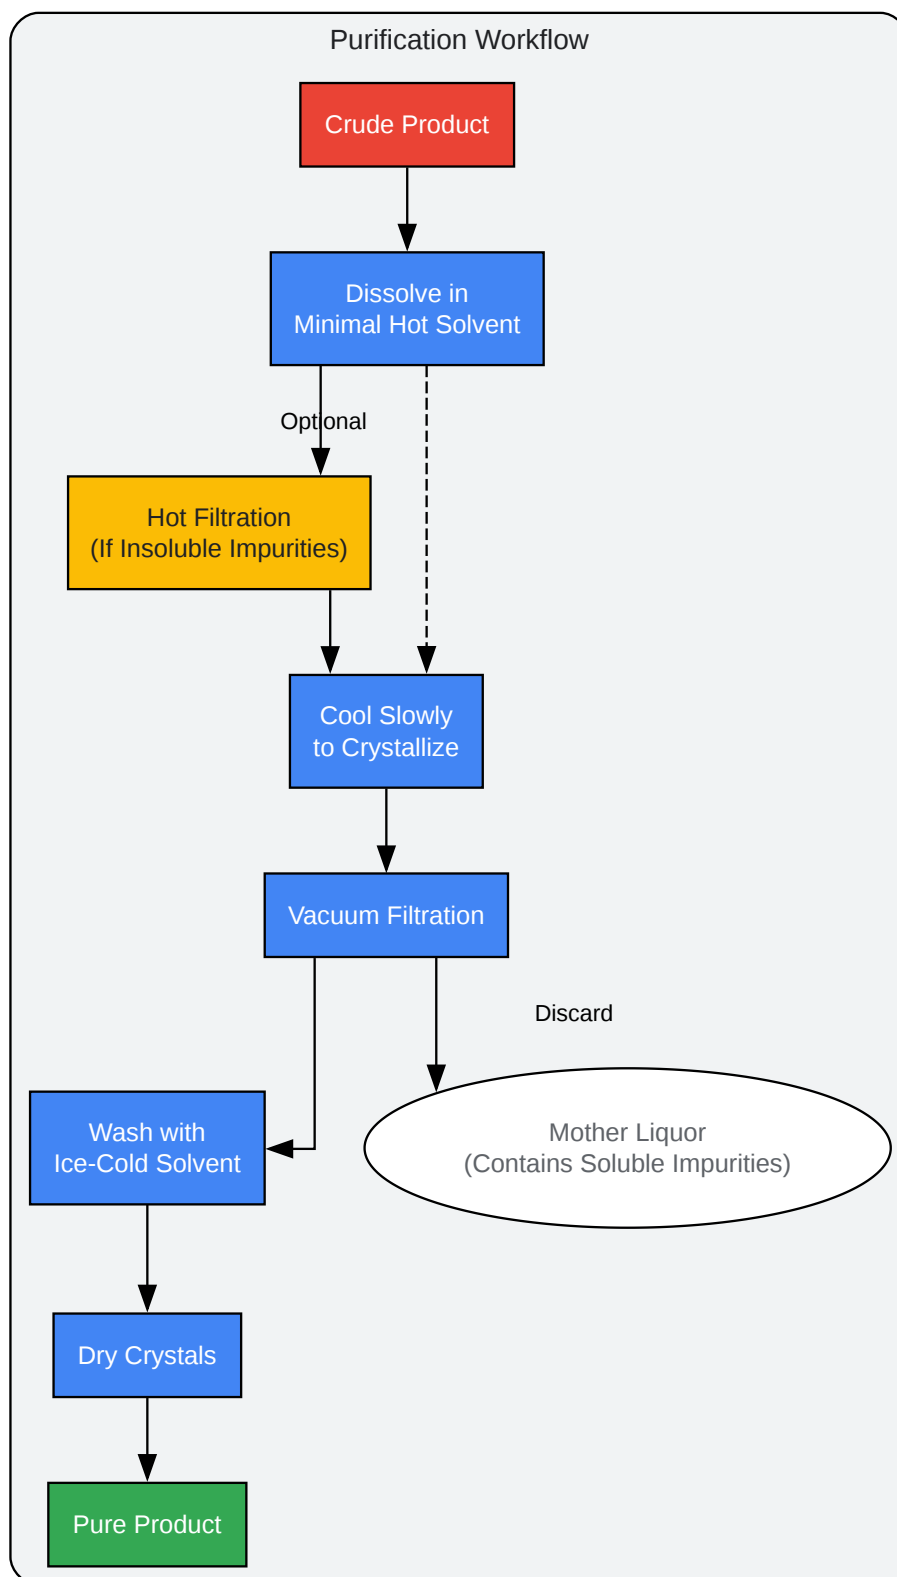 Purification Workflow
Crude Product
Dissolve in
Minimal Hot Solvent
Optional
Hot Filtration
(If Insoluble Impurities)
Cool Slowly
to Crystallize
Vacuum Filtration
Discard
Wash with
Ice-Cold Solvent
Mother Liquor
(Contains Soluble Impurities)
Dry Crystals
Pure Product